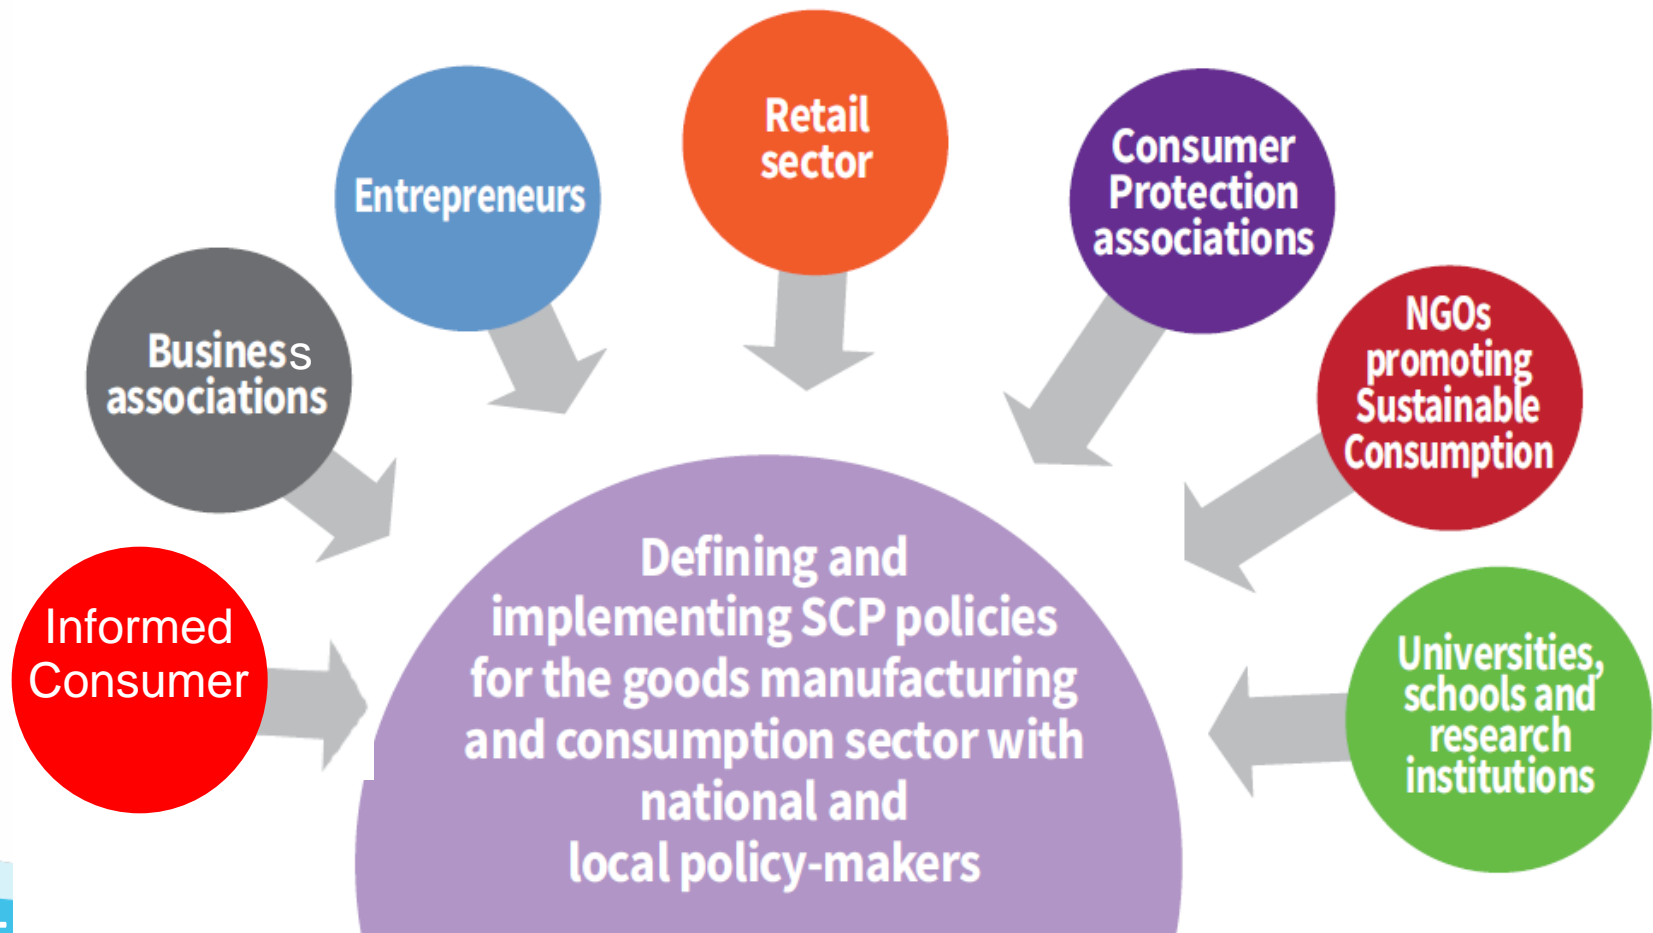 Retail
sector
Entrepreneurs
Consumer
Protection
associations
Business
associations
NGOs
promoting
Sustainable
Consumption
Informed
Consumer
Defining and
implementing SCP policies
for the goods manufacturing
and consumption sector with
national and
local policy-makers
Universities,
schools and
research
institutions